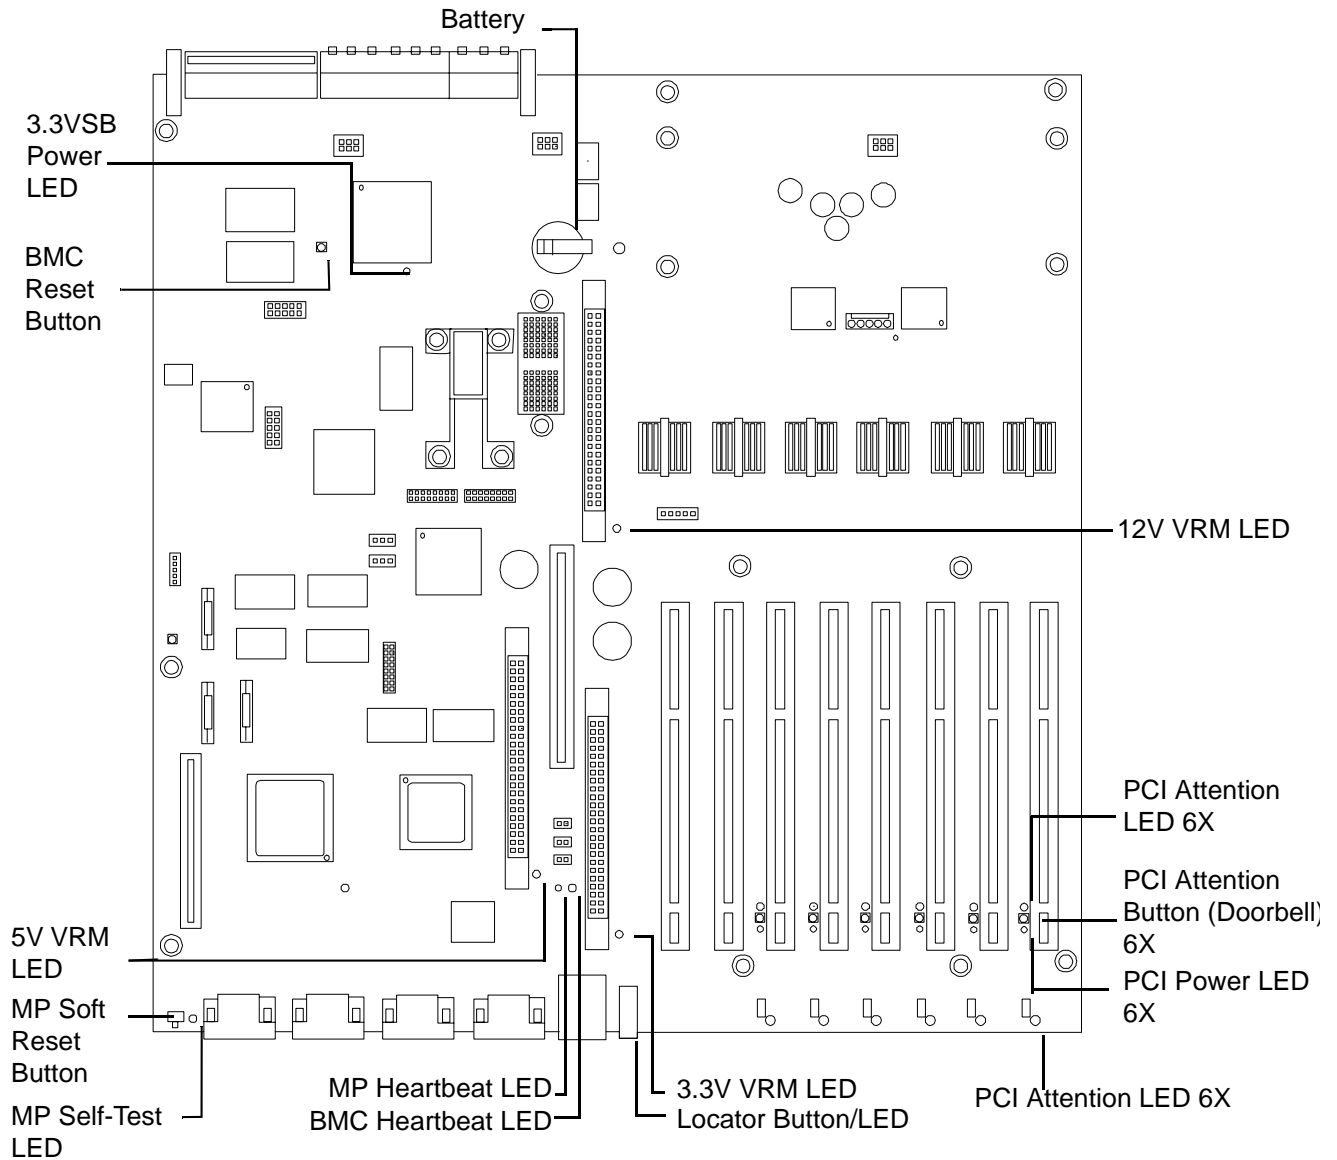 Battery
3.3VSB
Power
LED
BMC
Reset
Button
12V VRM LED
PCI Attention
LED 6X
PCI Attention
Button (Doorbell)
6X
PCI Power LED
6X
5V VRM
LED
MP Soft
Reset
Button
MP Self-Test
LED
MP Heartbeat LED
BMC Heartbeat LED
3.3V VRM LED
Locator Button/LED
PCI Attention LED 6X